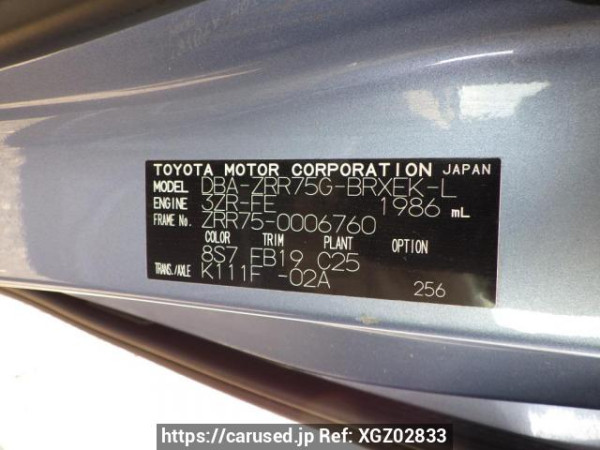 TOYOTA MOTOR CORPORATION JAPAN
MODEL DBA-ZRR75G-BRXEK-L
ENGINE 3ZR-FE 1986 mL
FRAME No. ZRR75-0006760
COLOR TRIM PLANT OPTION
8S7 EB19 C25
TRANS./AXLE K111F -02A
256
https://carused.jp Ref: XGZ02833